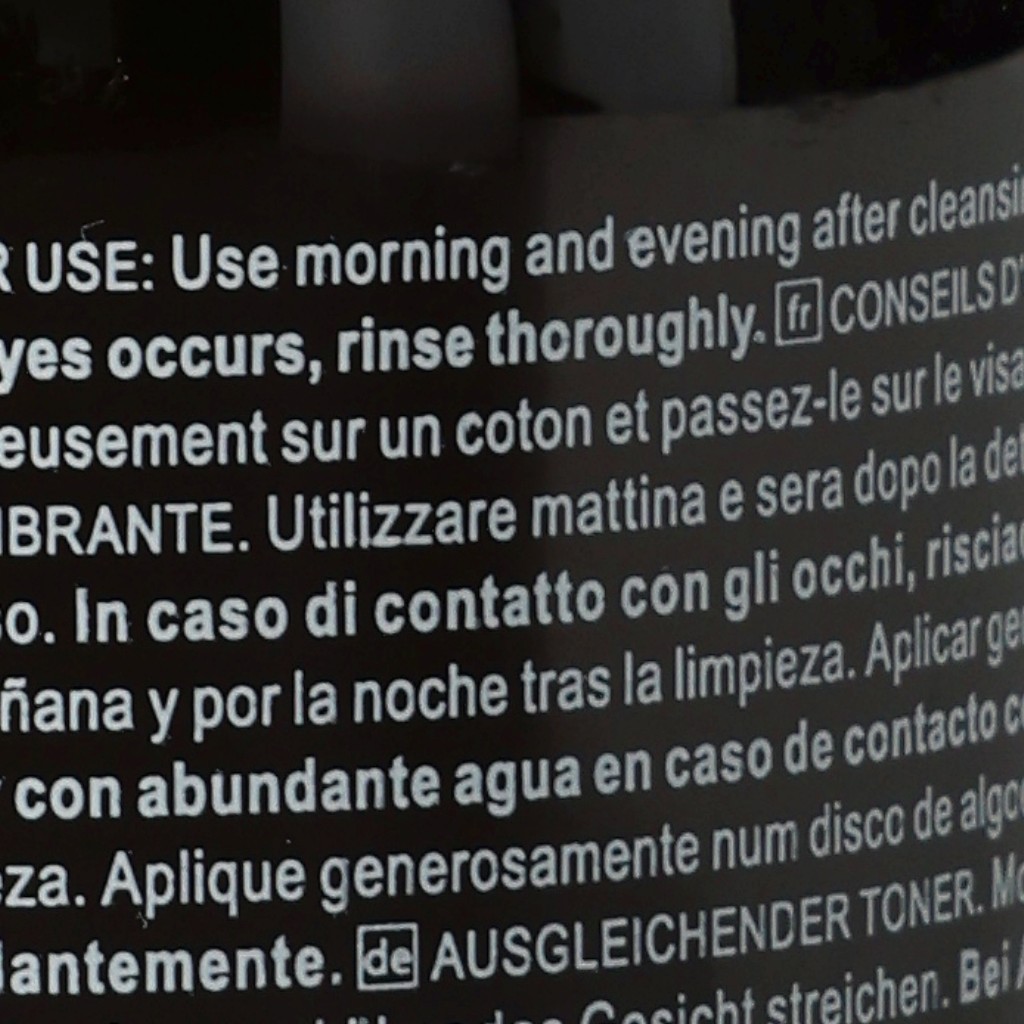 R USE: Use morning and evening after cleansi
yes occurs, rinse thoroughly. fr CONSEILS D'
eusement sur un coton et passez-le sur le visa
IBRANTE. Utilizzare mattina e sera dopo la de
so. In caso di contatto con gli occhi, riscia
ñana y por la noche tras la limpieza. Aplicar ge
con abundante agua en caso de contacto c
eza. Aplique generosamente num disco de algo
dantemente. de AUSGLEICHENDER TONER. Mo
das Gesicht streichen. Bei